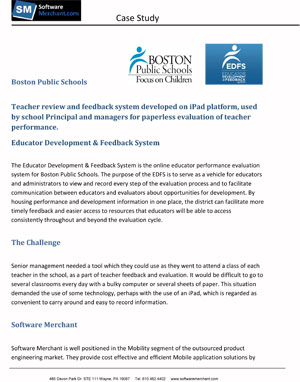 SM Software
Merchant.com
Case Study
BOSTON
Public Schools
Focus on Children
EDFS
EDUCATOR
DEVELOPMENT
FEEDBACK
Boston Public Schools
Teacher review and feedback system developed on iPad platform, used
by school Principal and managers for paperless evaluation of teacher
performance.
Educator Development & Feedback System
The Educator Development & Feedback System is the online educator performance evaluation
system for Boston Public Schools. The purpose of the EDFS is to serve as a vehicle for educators
and administrators to view and record every step of the evaluation process and to facilitate
communication between educators and evaluators about opportunities for development. By
housing performance and development information in one place, the district can facilitate more
timely feedback and easier access to resources that educators will be able to access
consistently throughout and beyond the evaluation cycle.
The Challenge
Senior management needed a tool which they could use as they went to attend a class of each
teacher in the school, as a part of teacher feedback and evaluation. It would be difficult to go to
several classrooms every day with a bulky computer or several sheets of paper. This situation
demanded the use of some technology, perhaps with the use of an iPad, which is regarded as
convenient to carry around and easy to record information.
Software Merchant
Software Merchant is well positioned in the Mobility segment of the outsourced product
engineering market. They provide cost effective and efficient Mobile application solutions by
Devon Park Dr. STE 111 Wayne, PA 19087 Tel: 610 462 4402 www.softwaremerchant.com